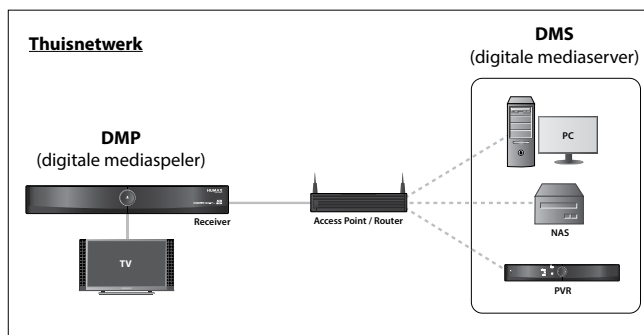 Thuisnetwerk
DMS
(digitale mediaserver)
DMP
(digitale mediaspeler)
PC
HUMAX
Receiver
Access Point / Router
NAS
TV
PVR